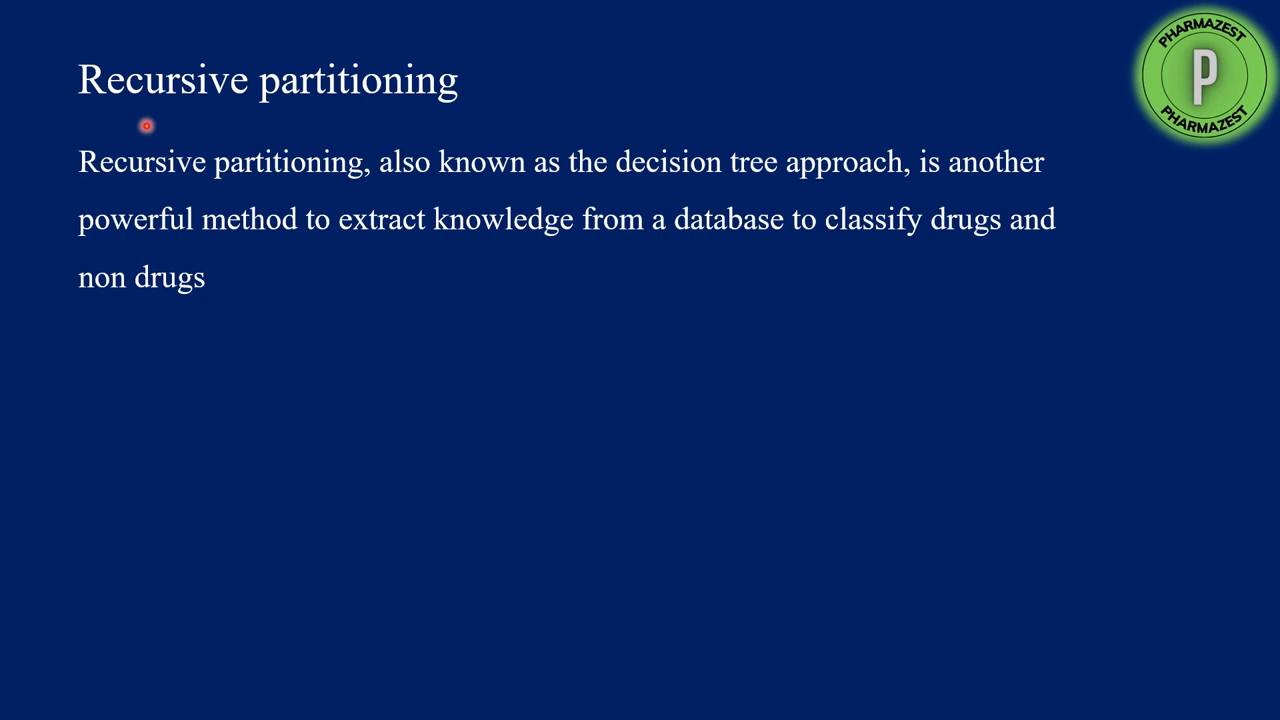 Recursive partitioning
Recursive partitioning, also known as the decision tree approach, is another
powerful method to extract knowledge from a database to classify drugs and
non drugs
PHARMAZEST
P
PHARMAZEST